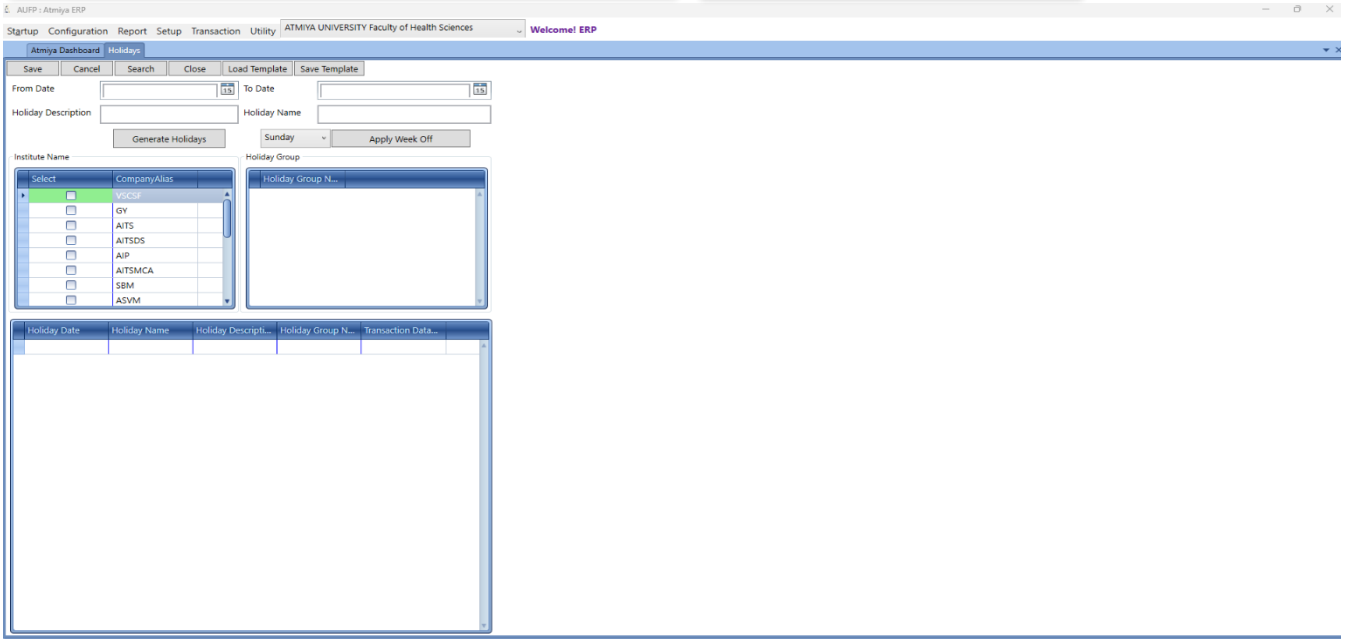 AUFP : Atmiya ERP
Startup Configuration Report Setup Transaction Utility ATMIYA UNIVERSITY Faculty of Health Sciences Welcome! ERP
Atmiya Dashboard Holidays
Save Cancel Search Close Load Template Save Template
From Date 15 To Date 15
Holiday Description Holiday Name
Generate Holidays Sunday Apply Week Off
Institute Name Holiday Group
Select CompanyAlias Holiday Group N...
VSCSF
GY
AITS
AITSDS
AIP
AITSMCA
SBM
ASVM
Holiday Date Holiday Name Holiday Descripti... Holiday Group N... Transaction Data...